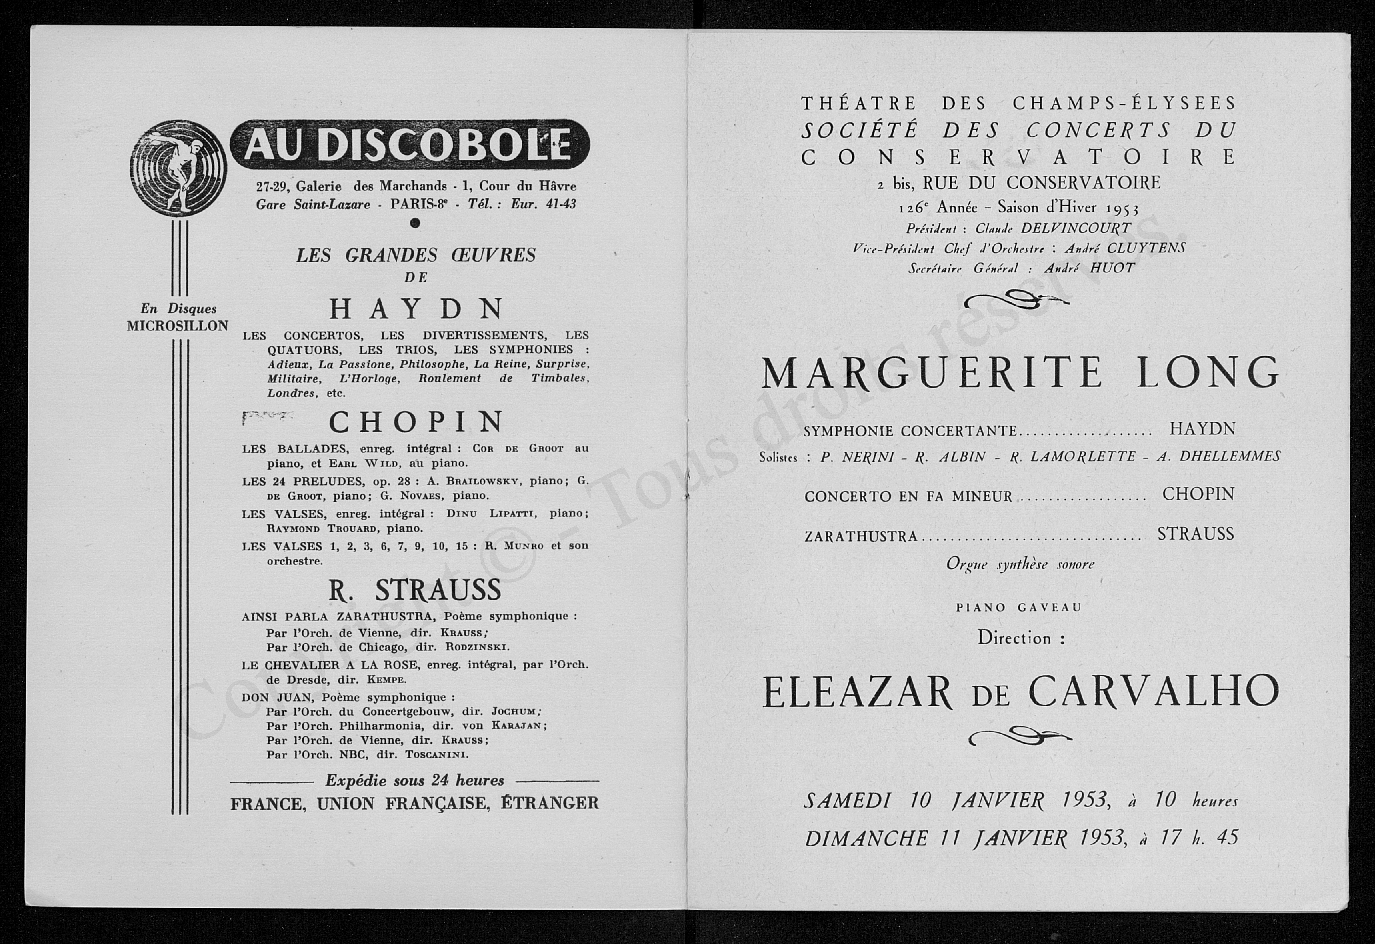 AU DISCOBOLE
27-29, Galerie des Marchands - 1, Cour du Hâvre
Gare Saint-Lazare - PARIS-8e - Tél. : Eur. 41-43
LES GRANDES ŒUVRES
DE
En Disques
MICROSILLON
HAYDN
LES CONCERTOS, LES DIVERTISSEMENTS, LES
QUATUORS, LES TRIOS, LES SYMPHONIES :
Adieux, La Passione, Philosophe, La Reine, Surprise,
Militaire, L'Horloge, Roulement de Timbales,
Londres, etc.
CHOPIN
LES BALLADES, enreg. intégral : COR DE GROOT au
piano, et EARL WILD, au piano.
LES 24 PRELUDES, op. 28 : A. BRAILOWSKY, piano; G.
DE GROOT, piano; G. NOVAES, piano.
LES VALSES, enreg. intégral : DINU LIPATTI, piano;
RAYMOND TROUARD, piano.
LES VALSES 1, 2, 3, 6, 7, 9, 10, 15 : R. MUNRO et son
orchestre.
R. STRAUSS
AINSI PARLA ZARATHUSTRA, Poème symphonique :
Par l'Orch. de Vienne, dir. KRAUSS;
Par l'Orch. de Chicago, dir. RODZINSKI.
LE CHEVALIER A LA ROSE, enreg. intégral, par l'Orch.
de Dresde, dir. KEMPE.
DON JUAN, Poème symphonique :
Par l'Orch. du Concertgebouw, dir. JOCHUM;
Par l'Orch. Philharmonia, dir. von KARAJAN;
Par l'Orch. de Vienne, dir. KRAUSS;
Par l'Orch. NBC, dir. TOSCANINI.
Expédie sous 24 heures
FRANCE, UNION FRANÇAISE, ÉTRANGER
THÉATRE DES CHAMPS-ÉLYSEES
SOCIÉTÉ DES CONCERTS DU
CONSERVATOIRE
2 bis, RUE DU CONSERVATOIRE
126e Année - Saison d'Hiver 1953
Président : Claude DELVINCOURT
Vice-Président Chef d'Orchestre : André CLUYTENS
Secrétaire Général : André HUOT
MARGUERITE LONG
SYMPHONIE CONCERTANTE................... HAYDN
Solistes : P. NERINI - R. ALBIN - R. LAMORLETTE - A. DHELLEMMES
CONCERTO EN FA MINEUR.................. CHOPIN
ZARATHUSTRA............................... STRAUSS
Orgue synthèse sonore
PIANO GAVEAU
Direction :
ELEAZAR DE CARVALHO
SAMEDI 10 JANVIER 1953, à 10 heures
DIMANCHE 11 JANVIER 1953, à 17 h. 45
Copyright © - Tous droits réservés.